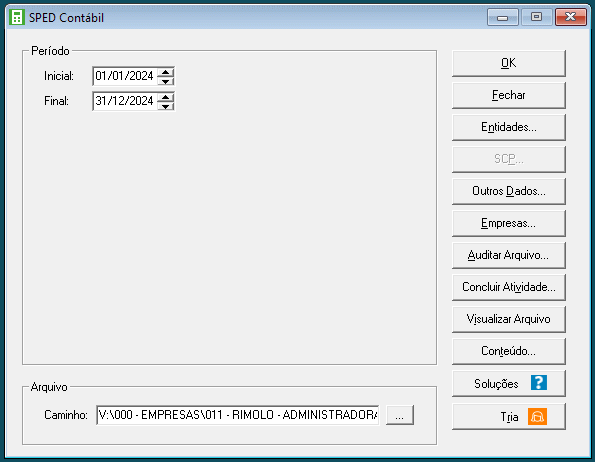 SPED Contábil
Período
Inicial: 01/01/2024
Final: 31/12/2024
OK
Fechar
Entidades...
SCP...
Outros Dados...
Empresas...
Auditar Arquivo...
Concluir Atividade...
Visualizar Arquivo
Conteúdo...
Soluções ?
Tria
Arquivo
Caminho: V:\000 - EMPRESAS\011 - RIMOLO - ADMINISTRADORA ...